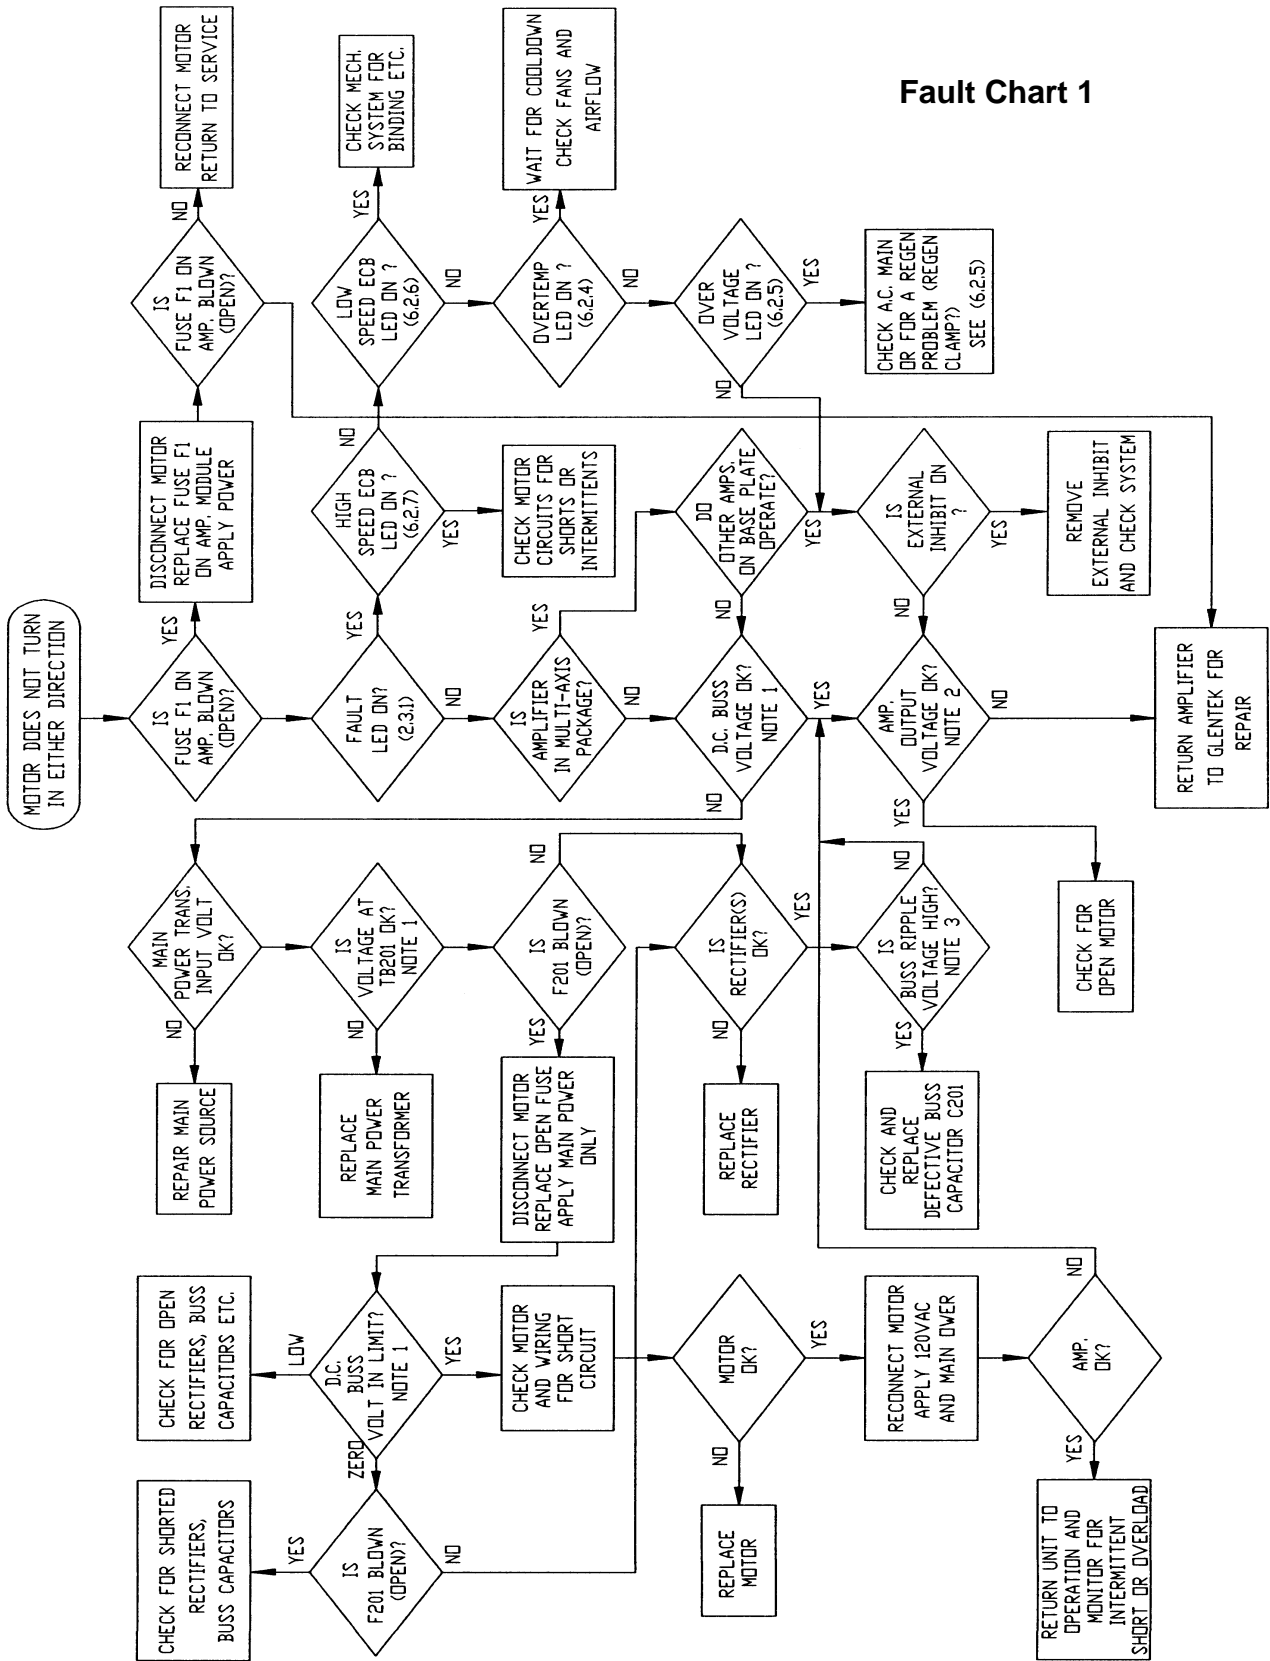 Fault Chart 1
MOTOR DOES NOT TURN
IN EITHER DIRECTION
IS
FUSE F1 ON
AMP. BLOWN
(OPEN)?
YES
DISCONNECT MOTOR
REPLACE FUSE F1
ON AMP. MODULE
APPLY POWER
IS
FUSE F1 ON
AMP. BLOWN
(OPEN)?
NO
RECONNECT MOTOR
RETURN TO SERVICE
FAULT
LED ON?
(2.3.1)
YES
HIGH
SPEED ECB
LED ON ?
(6.2.7)
NO
YES
CHECK MOTOR
CIRCUITS FOR
SHORTS OR
INTERMITTENTS
LOW
SPEED ECB
LED ON ?
(6.2.6)
YES
CHECK MECH.
SYSTEM FOR
BINDING ETC.
NO
OVERTEMP
LED ON ?
(6.2.4)
YES
WAIT FOR COOLDOWN
CHECK FANS AND
AIRFLOW
NO
OVER
VOLTAGE
LED ON ?
(6.2.5)
NO
YES
CHECK A.C. MAIN
OR FOR A REGEN
PROBLEM (REGEN
CLAMP?)
SEE (6.2.5)
NO
IS
AMPLIFIER
IN MULTI-AXIS
PACKAGE?
YES
DO
OTHER AMPS.
ON BASE PLATE
OPERATE?
NO
YES
NO
D.C. BUSS
VOLTAGE OK?
NOTE 1
NO
YES
IS
EXTERNAL
INHIBIT ON
?
NO
YES
REMOVE
EXTERNAL INHIBIT
AND CHECK SYSTEM
AMP.
OUTPUT
VOLTAGE OK?
NOTE 2
YES
NO
RETURN AMPLIFIER
TO GLENTEK FOR
REPAIR
CHECK FOR
OPEN MOTOR
MAIN
POWER TRANS.
INPUT VOLT
OK?
NO
REPAIR MAIN
POWER SOURCE
IS
VOLTAGE AT
TB201 OK?
NOTE 1
NO
REPLACE
MAIN POWER
TRANSFORMER
IS
F201 BLOWN
(OPEN)?
NO
YES
DISCONNECT MOTOR
REPLACE OPEN FUSE
APPLY MAIN POWER
ONLY
IS
RECTIFIER(S)
OK?
NO
YES
REPLACE
RECTIFIER
IS
BUSS RIPPLE
VOLTAGE HIGH?
NOTE 3
NO
YES
CHECK AND
REPLACE
DEFECTIVE BUSS
CAPACITOR C201
D.C.
BUSS
VOLT IN LIMIT?
NOTE 1
LOW
CHECK FOR OPEN
RECTIFIERS, BUSS
CAPACITORS ETC.
ZERO
YES
IS
F201 BLOWN
(OPEN)?
YES
NO
CHECK FOR SHORTED
RECTIFIERS,
BUSS CAPACITORS
CHECK MOTOR
AND WIRING
FOR SHORT
CIRCUIT
MOTOR
OK?
NO
YES
REPLACE
MOTOR
RECONNECT MOTOR
APPLY 120VAC
AND MAIN OWER
AMP.
OK?
NO
YES
RETURN UNIT TO
OPERATION AND
MONITOR FOR
INTERMITTENT
SHORT OR OVERLOAD